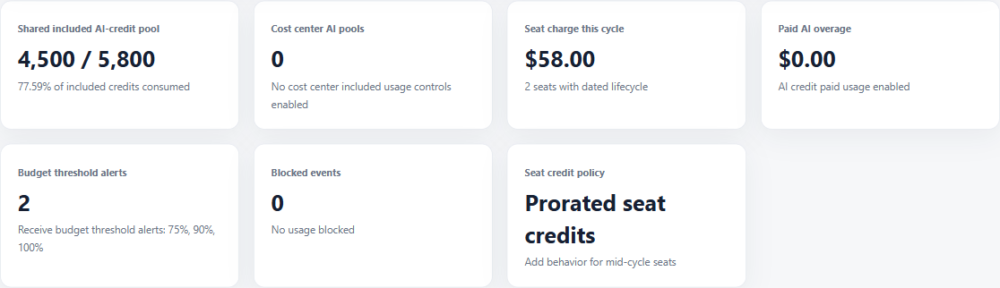 Shared included AI-credit pool
4,500 / 5,800
77.59% of included credits consumed
Cost center AI pools
0
No cost center included usage controls
enabled
Seat charge this cycle
$58.00
2 seats with dated lifecycle
Paid AI overage
$0.00
AI credit paid usage enabled
Budget threshold alerts
2
Receive budget threshold alerts: 75%, 90%,
100%
Blocked events
0
No usage blocked
Seat credit policy
Prorated seat
credits
Add behavior for mid-cycle seats